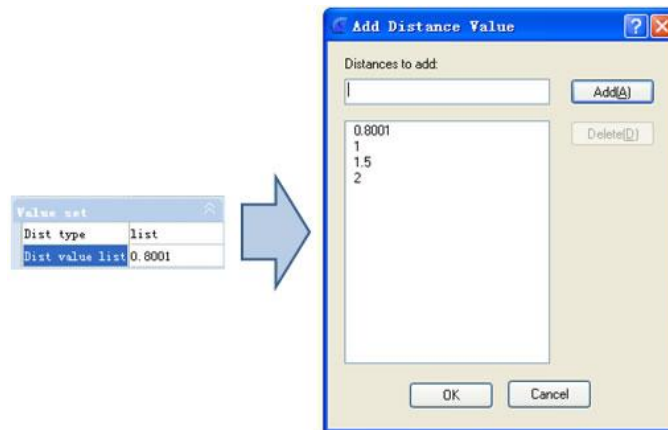 Value set
Dist type list
Dist value list 0.8001
Add Distance Value
Distances to add:
Add(A)
Delete(D)
0.8001
1
1.5
2
OK Cancel